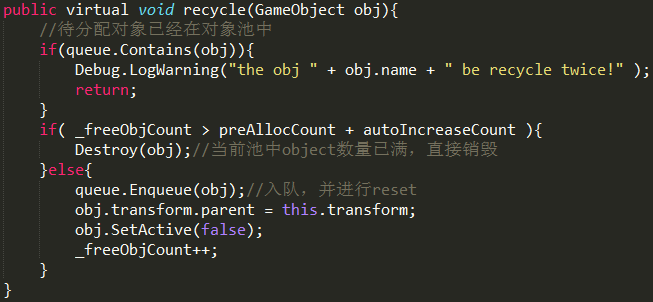 public virtual void recycle(GameObject obj){
    //待分配对象已经在对象池中
    if(queue.Contains(obj)){
        Debug.LogWarning("the obj " + obj.name + " be recycle twice!" );
        return;
    }
    if( _freeObjCount > preAllocCount + autoIncreaseCount ){
        Destroy(obj);//当前池中object数量已满，直接销毁
    }else{
        queue.Enqueue(obj);//入队，并进行reset
        obj.transform.parent = this.transform;
        obj.SetActive(false);
        _freeObjCount++;
    }
}